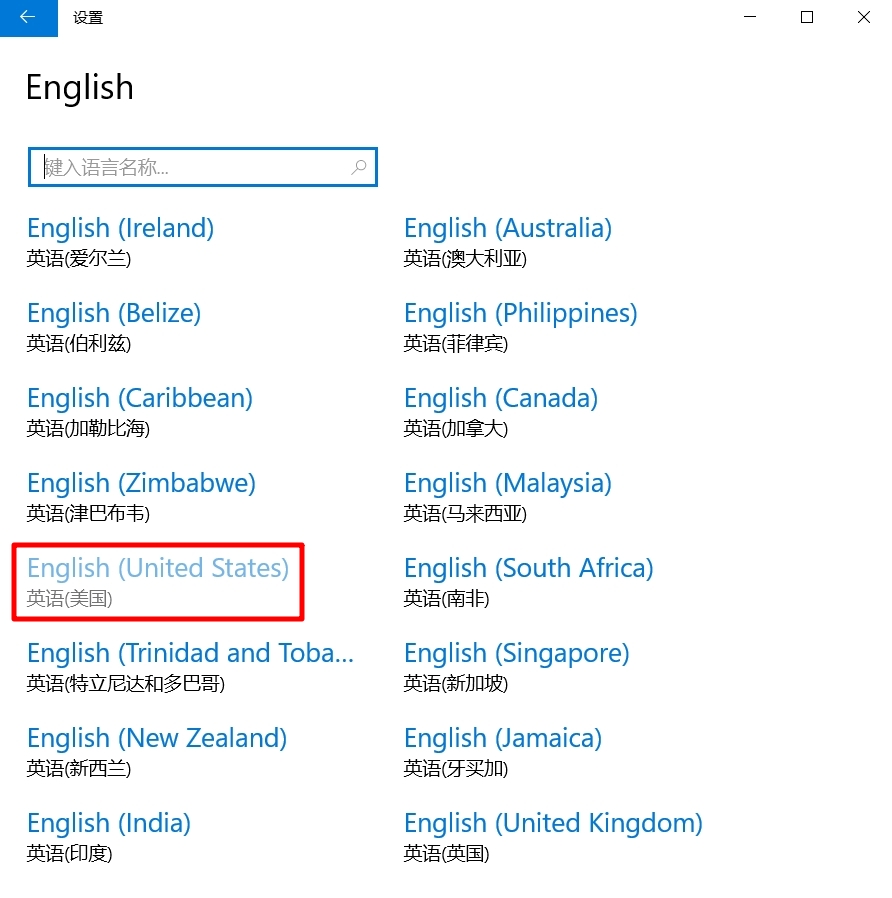 设置
English
键入语言名称...
English (Ireland)
英语(爱尔兰)
English (Australia)
英语(澳大利亚)
English (Belize)
英语(伯利兹)
English (Philippines)
英语(菲律宾)
English (Caribbean)
英语(加勒比海)
English (Canada)
英语(加拿大)
English (Zimbabwe)
英语(津巴布韦)
English (Malaysia)
英语(马来西亚)
English (United States)
英语(美国)
English (South Africa)
英语(南非)
English (Trinidad and Toba...
英语(特立尼达和多巴哥)
English (Singapore)
英语(新加坡)
English (New Zealand)
英语(新西兰)
English (Jamaica)
英语(牙买加)
English (India)
英语(印度)
English (United Kingdom)
英语(英国)